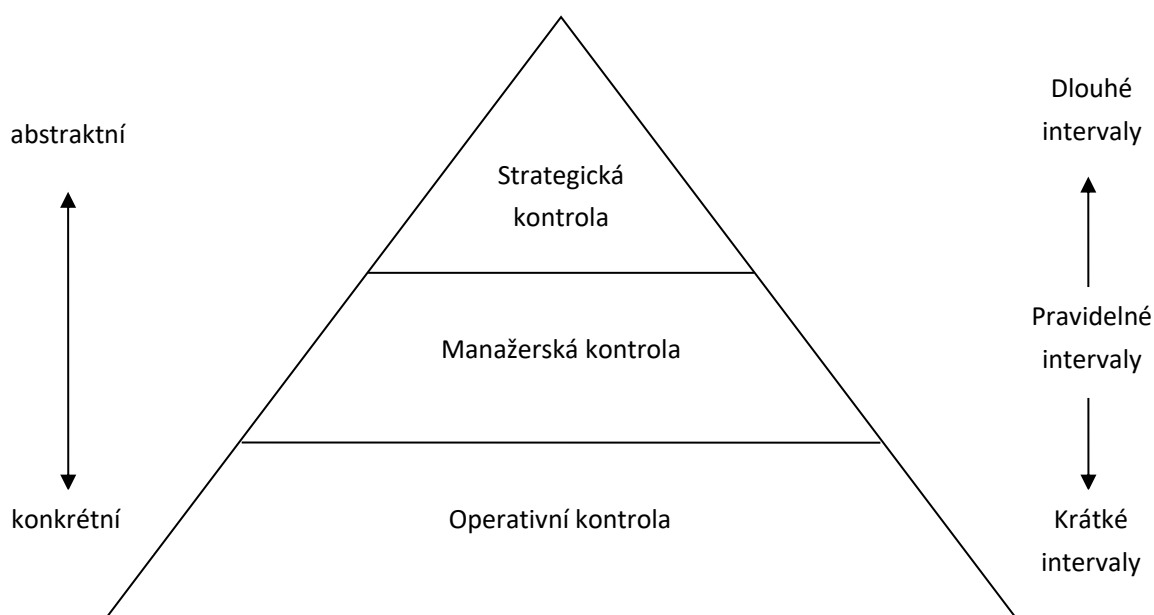 Dlouhé
intervaly
abstraktní
Strategická
kontrola
Pravidelné
intervaly
Manažerská kontrola
konkrétní
Operativní kontrola
Krátké
intervaly